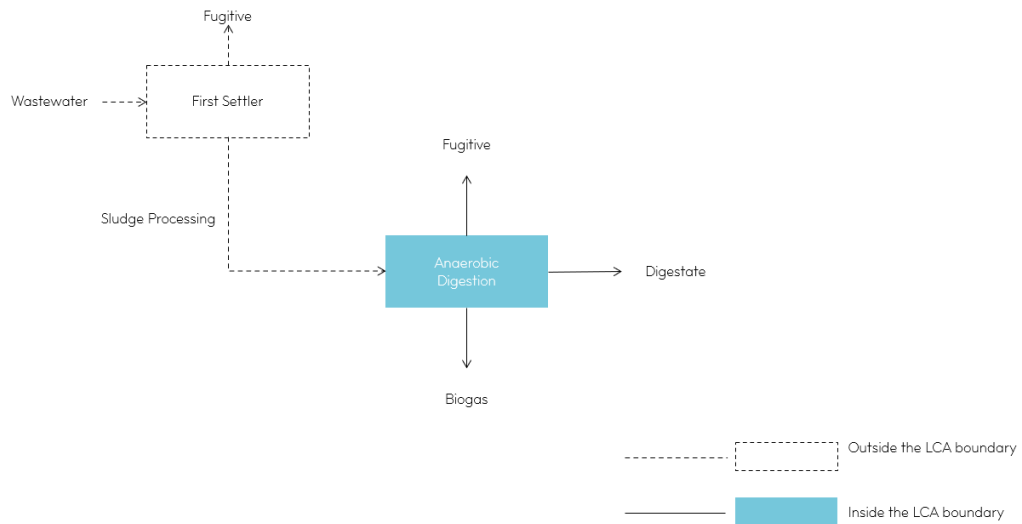 Fugitive
Wastewater
First Settler
Fugitive
Sludge Processing
Anaerobic
Digestion
Digestate
Biogas
Outside the LCA boundary
Inside the LCA boundary